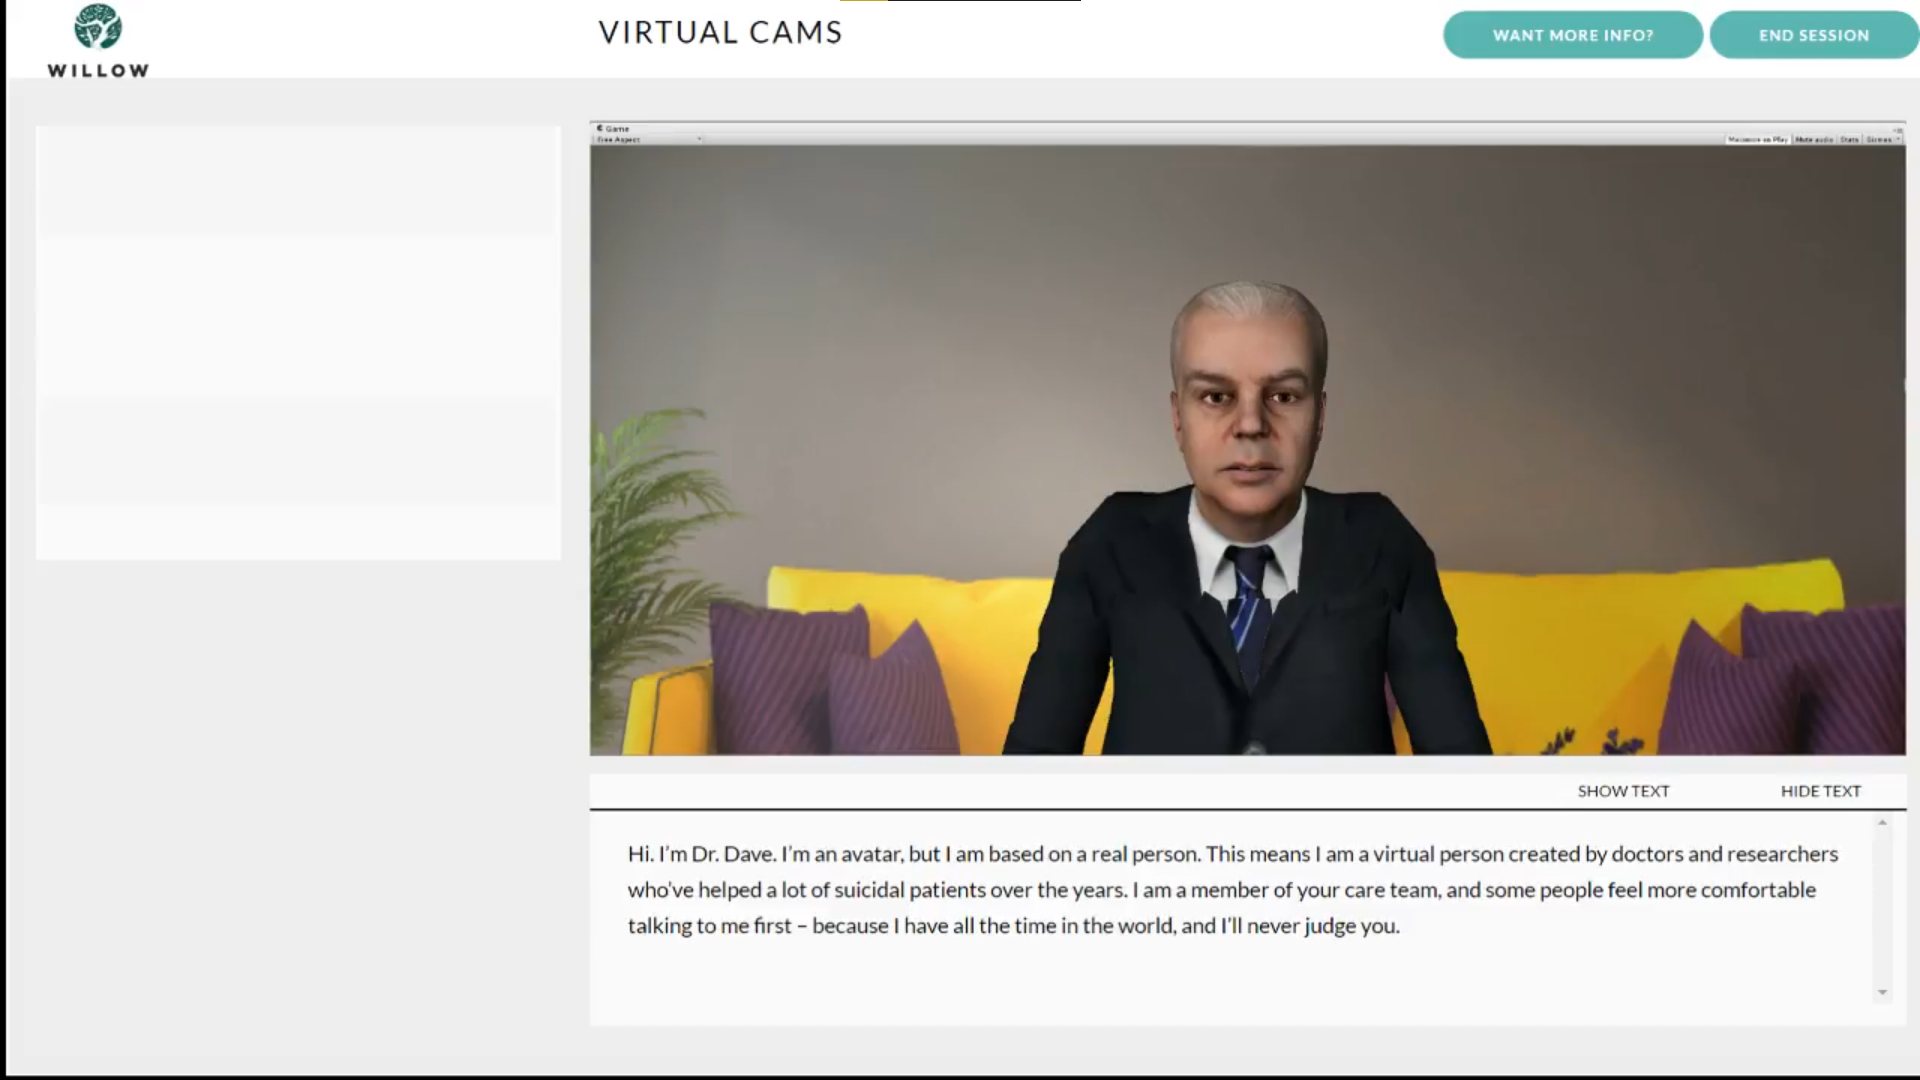 WILLOW
VIRTUAL CAMS
WANT MORE INFO?
END SESSION
Game
Free Aspect
Maximize on Play
Mute audio
Stats
Gizmos
SHOW TEXT
HIDE TEXT
Hi. I’m Dr. Dave. I’m an avatar, but I am based on a real person. This means I am a virtual person created by doctors and researchers
who’ve helped a lot of suicidal patients over the years. I am a member of your care team, and some people feel more comfortable
talking to me first – because I have all the time in the world, and I’ll never judge you.